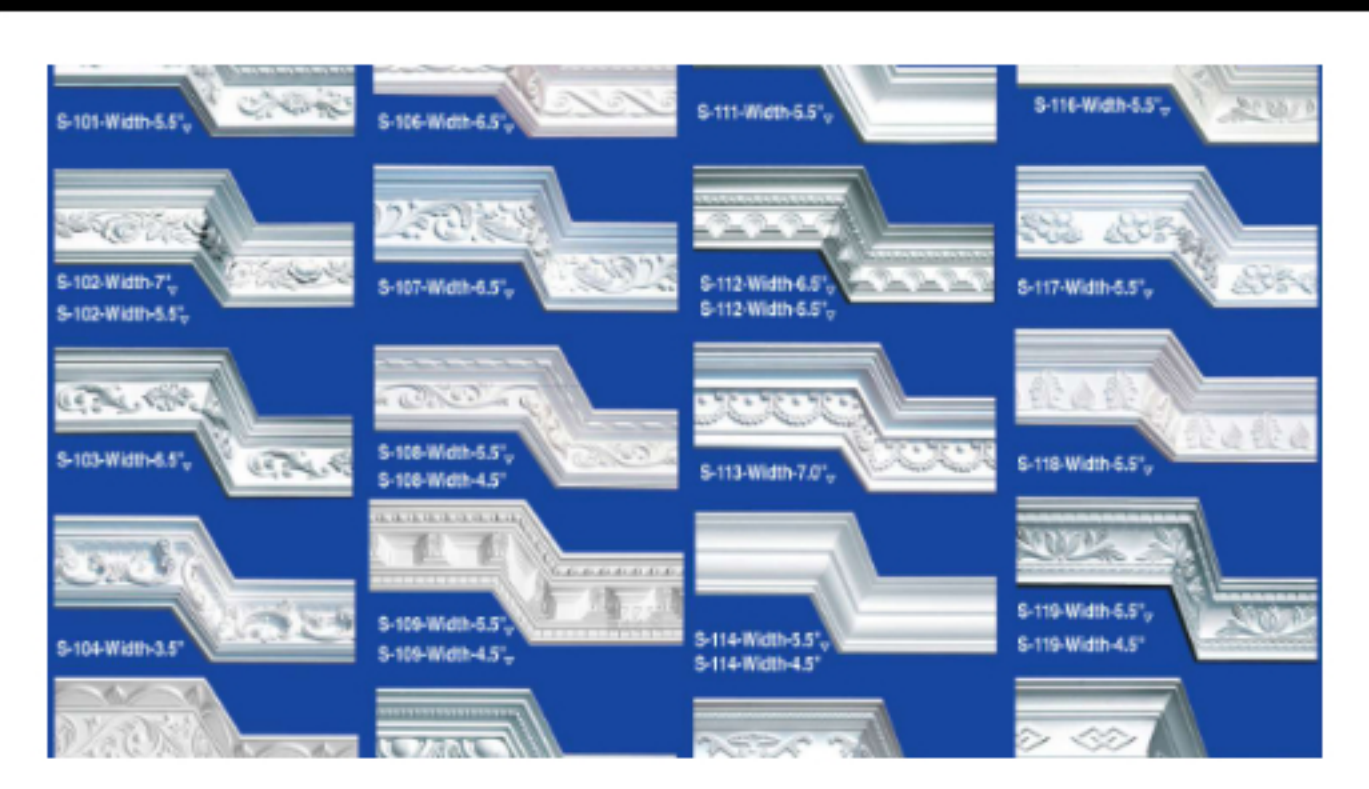 S-101-Width-5.5"▽
S-102-Width-7"▽
S-102-Width-5.5"▽
S-103-Width-6.5"▽
S-104-Width-3.5"
S-106-Width-6.5"▽
S-107-Width-6.5"▽
S-108-Width-5.5"▽
S-108-Width-4.5"
S-109-Width-5.5"▽
S-109-Width-4.5"▽
S-111-Width-5.5"▽
S-112-Width-6.5"▽
S-112-Width-5.5"▽
S-113-Width-7.0"▽
S-114-Width-5.5"▽
S-114-Width-4.5"
S-116-Width-5.5"▽
S-117-Width-5.5"▽
S-118-Width-5.5"▽
S-119-Width-5.5"▽
S-119-Width-4.5"